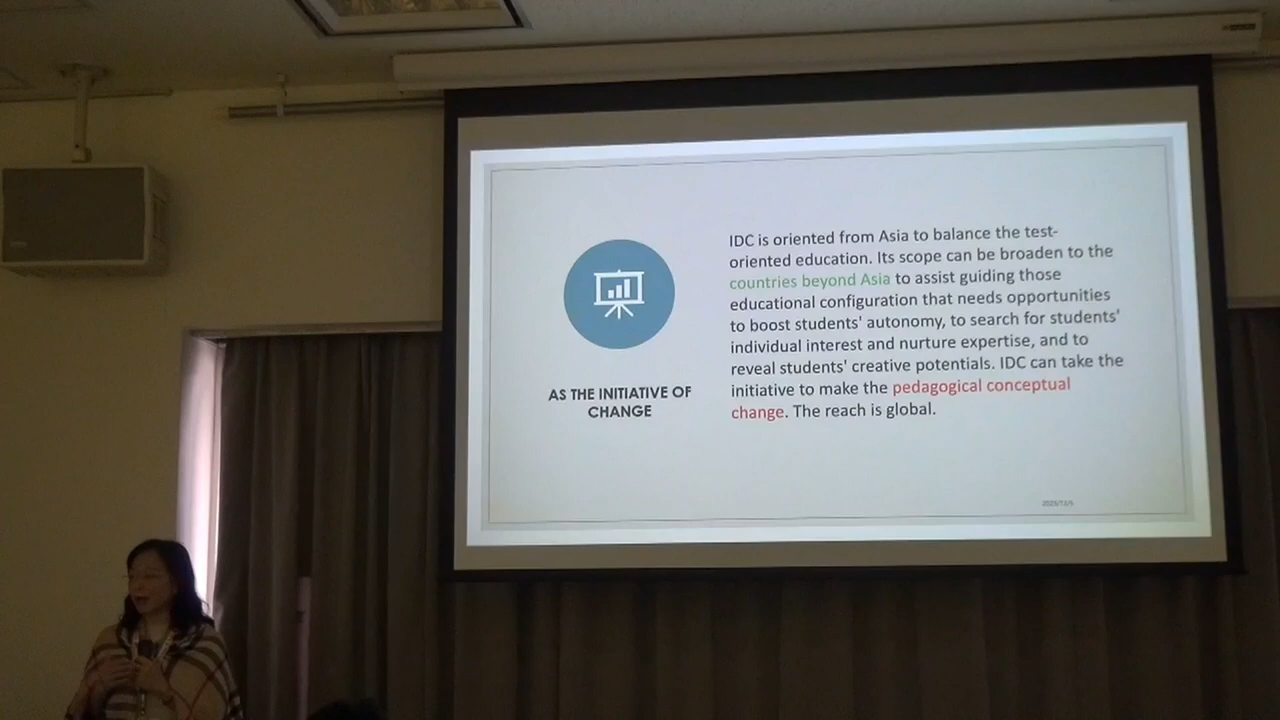 AS THE INITIATIVE OF
CHANGE
IDC is oriented from Asia to balance the test-
oriented education. Its scope can be broaden to the
countries beyond Asia to assist guiding those
educational configuration that needs opportunities
to boost students' autonomy, to search for students'
individual interest and nurture expertise, and to
reveal students' creative potentials. IDC can take the
initiative to make the pedagogical conceptual
change. The reach is global.